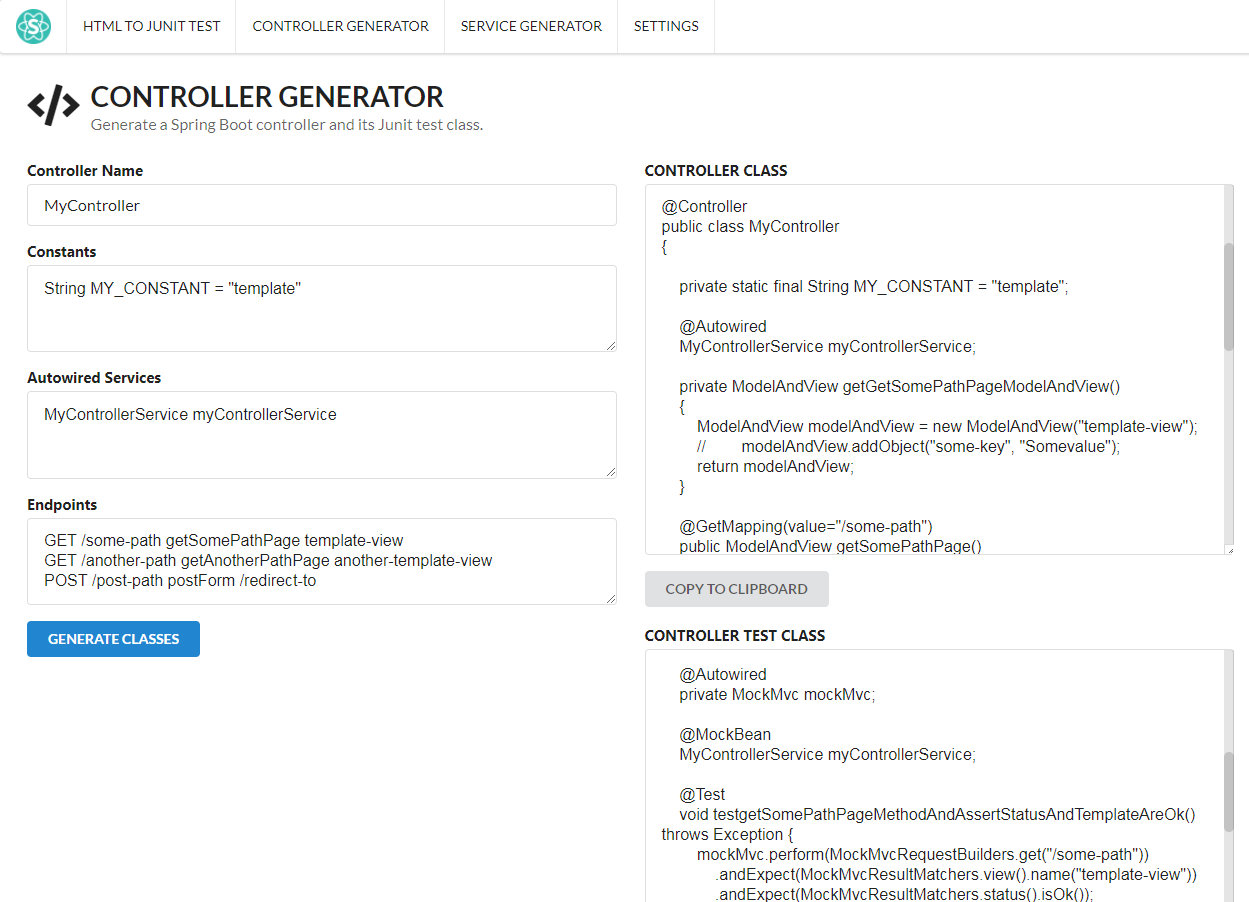 S
HTML TO JUNIT TEST
CONTROLLER GENERATOR
SERVICE GENERATOR
SETTINGS
</> CONTROLLER GENERATOR
Generate a Spring Boot controller and its Junit test class.
Controller Name
MyController
Constants
String MY_CONSTANT = "template"
Autowired Services
MyControllerService myControllerService
Endpoints
GET /some-path getSomePathPage template-view
GET /another-path getAnotherPathPage another-template-view
POST /post-path postForm /redirect-to
GENERATE CLASSES
CONTROLLER CLASS
@Controller
public class MyController
{
private static final String MY_CONSTANT = "template";
@Autowired
MyControllerService myControllerService;
private ModelAndView getGetSomePathPageModelAndView()
{
ModelAndView modelAndView = new ModelAndView("template-view");
// modelAndView.addObject("some-key", "Somevalue");
return modelAndView;
}
@GetMapping(value="/some-path")
public ModelAndView getSomePathPage()
COPY TO CLIPBOARD
CONTROLLER TEST CLASS
@Autowired
private MockMvc mockMvc;
@MockBean
MyControllerService myControllerService;
@Test
void testgetSomePathPageMethodAndAssertStatusAndTemplateAreOk()
throws Exception {
mockMvc.perform(MockMvcRequestBuilders.get("/some-path"))
.andExpect(MockMvcResultMatchers.view().name("template-view"))
.andExpect(MockMvcResultMatchers.status().isOk());